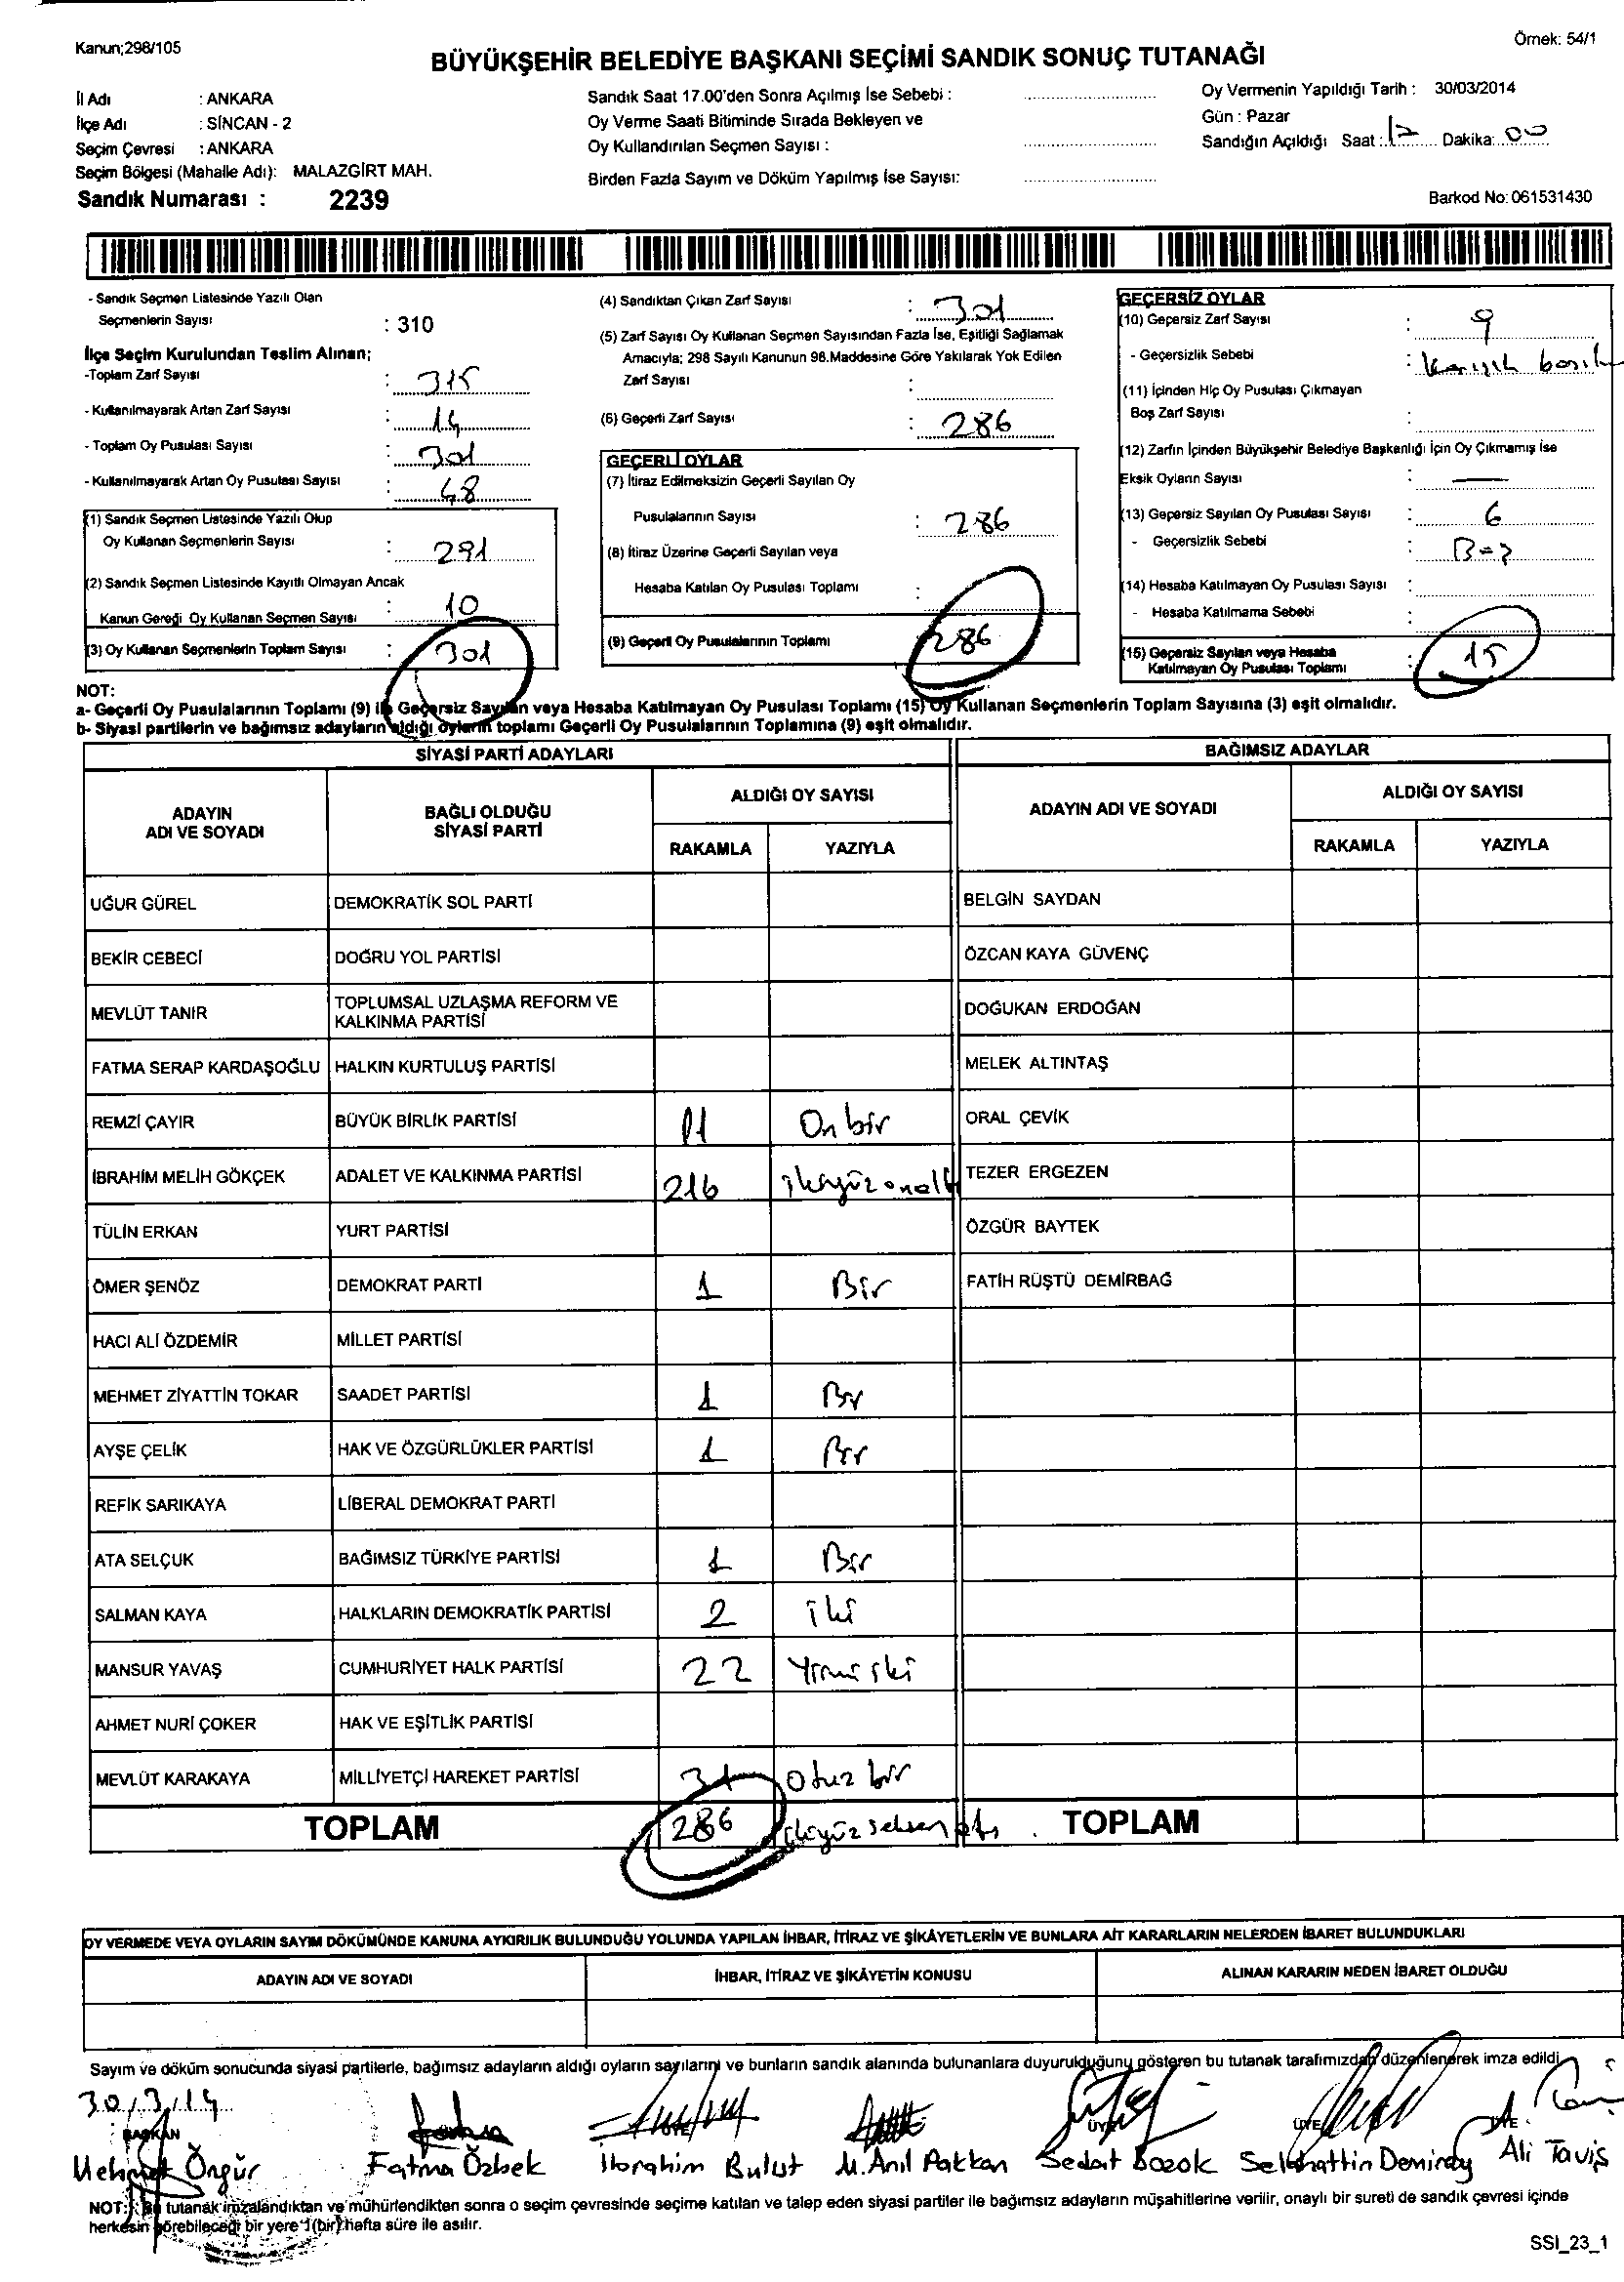 Kanun;298/105
Örnek: 54/1
BÜYÜKŞEHİR BELEDİYE BAŞKANI SEÇİMİ SANDIK SONUÇ TUTANAĞI
İl Adı : ANKARA
İlçe Adı : SİNCAN - 2
Seçim Çevresi : ANKARA
Seçim Bölgesi (Mahalle Adı): MALAZGİRT MAH.
Sandık Numarası : 2239
Sandık Saat 17.00'den Sonra Açılmış İse Sebebi :
Oy Verme Saati Bitiminde Sırada Bekleyen ve
Oy Kullandırılan Seçmen Sayısı :
Birden Fazla Sayım ve Döküm Yapılmış İse Sayısı:
Oy Vermenin Yapıldığı Tarih : 30/03/2014
Gün : Pazar
Sandığın Açıldığı Saat : 17 Dakika: 00
Barkod No: 061531430
- Sandık Seçmen Listesinde Yazılı Olan
Seçmenlerin Sayısı : 310
İlçe Seçim Kurulundan Teslim Alınan;
-Toplam Zarf Sayısı : 315
- Kullanılmayarak Artan Zarf Sayısı : 14
- Toplam Oy Pusulası Sayısı : 301
- Kullanılmayarak Artan Oy Pusulası Sayısı : 48
(1) Sandık Seçmen Listesinde Yazılı Olup
Oy Kullanan Seçmenlerin Sayısı : 291
(2) Sandık Seçmen Listesinde Kayıtlı Olmayan Ancak
Kanun Gereği Oy Kullanan Seçmen Sayısı : 10
(3) Oy Kullanan Seçmenlerin Toplam Sayısı : 301
(4) Sandıktan Çıkan Zarf Sayısı : 301
(5) Zarf Sayısı Oy Kullanan Seçmen Sayısından Fazla İse, Eşitliği Sağlamak
Amacıyla; 298 Sayılı Kanunun 98.Maddesine Göre Yakılarak Yok Edilen
Zarf Sayısı :
(6) Geçerli Zarf Sayısı : 286
GEÇERLİ OYLAR
(7) İtiraz Edilmeksizin Geçerli Sayılan Oy
Pusulalarının Sayısı : 286
(8) İtiraz Üzerine Geçerli Sayılan veya
Hesaba Katılan Oy Pusulası Toplamı :
(9) Geçerli Oy Pusulalarının Toplamı : 286
GEÇERSİZ OYLAR
(10) Geçersiz Zarf Sayısı : 9
- Geçersizlik Sebebi : Karışık
(11) İçinden Hiç Oy Pusulası Çıkmayan
Boş Zarf Sayısı :
(12) Zarfın İçinden Büyükşehir Belediye Başkanlığı İçin Oy Çıkmamış İse
Eksik Oyların Sayısı : —
(13) Geçersiz Sayılan Oy Pusulası Sayısı : 6
- Geçersizlik Sebebi :
(14) Hesaba Katılmayan Oy Pusulası Sayısı :
- Hesaba Katılmama Sebebi :
(15) Geçersiz Sayılan veya Hesaba
Katılmayan Oy Pusulası Toplamı : 15
NOT:
a- Geçerli Oy Pusulalarının Toplamı (9) ile Geçersiz Sayılan veya Hesaba Katılmayan Oy Pusulası Toplamı (15) Oy Kullanan Seçmenlerin Toplam Sayısına (3) eşit olmalıdır.
b- Siyasi partilerin ve bağımsız adayların aldığı oyların toplamı Geçerli Oy Pusulalarının Toplamına (9) eşit olmalıdır.
SİYASİ PARTİ ADAYLARI
BAĞIMSIZ ADAYLAR
ADAYIN
ADI VE SOYADI
BAĞLI OLDUĞU
SİYASİ PARTİ
ALDIĞI OY SAYISI
RAKAMLA YAZIYLA
ADAYIN ADI VE SOYADI
ALDIĞI OY SAYISI
RAKAMLA YAZIYLA
UĞUR GÜREL DEMOKRATİK SOL PARTİ BELGİN SAYDAN
BEKİR CEBECİ DOĞRU YOL PARTİSİ ÖZCAN KAYA GÜVENÇ
MEVLÜT TANIR TOPLUMSAL UZLAŞMA REFORM VE
KALKINMA PARTİSİ DOĞUKAN ERDOĞAN
FATMA SERAP KARDAŞOĞLU HALKIN KURTULUŞ PARTİSİ MELEK ALTINTAŞ
REMZİ ÇAYIR BÜYÜK BİRLİK PARTİSİ 11 On bir ORAL ÇEVİK
İBRAHİM MELİH GÖKÇEK ADALET VE KALKINMA PARTİSİ 216 ikiyüzonaltı TEZER ERGEZEN
TÜLİN ERKAN YURT PARTİSİ ÖZGÜR BAYTEK
ÖMER ŞENÖZ DEMOKRAT PARTİ 1 Bir FATİH RÜŞTÜ DEMİRBAĞ
HACI ALİ ÖZDEMİR MİLLET PARTİSİ
MEHMET ZİYATTİN TOKAR SAADET PARTİSİ 1 Bir
AYŞE ÇELİK HAK VE ÖZGÜRLÜKLER PARTİSİ 1 Bir
REFİK SARIKAYA LİBERAL DEMOKRAT PARTİ
ATA SELÇUK BAĞIMSIZ TÜRKİYE PARTİSİ 1 Bir
SALMAN KAYA HALKLARIN DEMOKRATİK PARTİSİ 2 iki
MANSUR YAVAŞ CUMHURİYET HALK PARTİSİ 22 Yirmi iki
AHMET NURİ ÇOKER HAK VE EŞİTLİK PARTİSİ
MEVLÜT KARAKAYA MİLLİYETÇİ HAREKET PARTİSİ 31 Otuz bir
TOPLAM 286 ikiyüz seksen altı TOPLAM
OY VERMEDE VEYA OYLARIN SAYIM DÖKÜMÜNDE KANUNA AYKIRILIK BULUNDUĞU YOLUNDA YAPILAN İHBAR, İTİRAZ VE ŞİKÂYETLERİN VE BUNLARA AİT KARARLARIN NELERDEN İBARET BULUNDUKLARI
ADAYIN ADI VE SOYADI İHBAR, İTİRAZ VE ŞİKÂYETİN KONUSU ALINAN KARARIN NEDEN İBARET OLDUĞU
Sayım ve döküm sonucunda siyasi partilerle, bağımsız adayların aldığı oyların sayılarını ve bunların sandık alanında bulunanlara duyurulduğunu gösteren bu tutanak tarafımızdan düzenlenerek imza edildi
30/3/14
BAŞKAN ÜYE ÜYE ÜYE ÜYE
Mehmet Öngür Fatma Özbek İbrahim Bulut M.Anıl Pakkan Sedat Bozok Selahattin Demiray Ali Taviş
NOT: Bu tutanak imzalandıktan ve mühürlendikten sonra o seçim çevresinde seçime katılan ve talep eden siyasi partiler ile bağımsız adayların müşahitlerine verilir, onaylı bir sureti de sandık çevresi içinde
herkesin görebileceği bir yere 1(bir) hafta süre ile asılır.
SSI_23_1